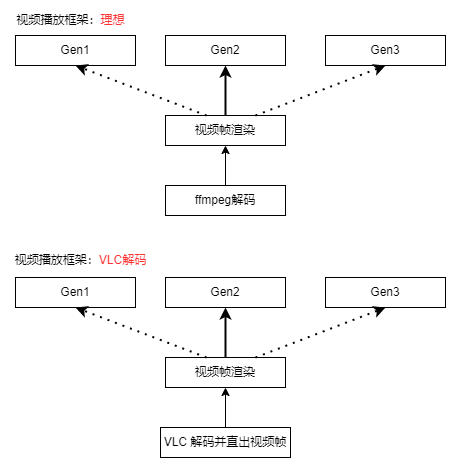 视频播放框架：理想
Gen1
Gen2
Gen3
视频帧渲染
ffmpeg解码
视频播放框架：VLC解码
Gen1
Gen2
Gen3
视频帧渲染
VLC 解码并直出视频帧